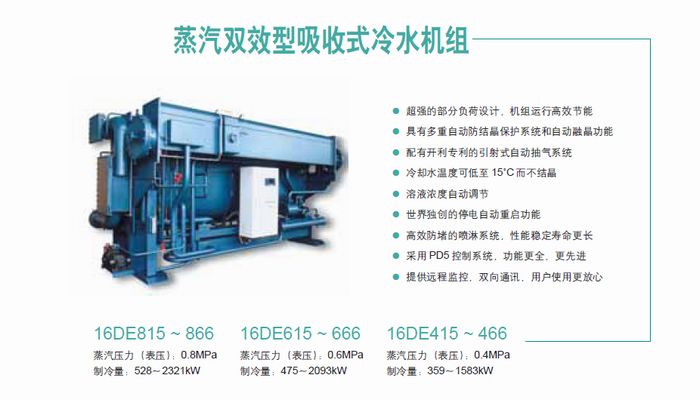 蒸汽双效型吸收式冷水机组
超强的部分负荷设计，机组运行高效节能
具有多重自动防结晶保护系统和自动融晶功能
配有开利专利的引射式自动抽气系统
冷却水温度可低至 15°C 而不结晶
溶液浓度自动调节
世界独创的停电自动重启功能
高效防堵的喷淋系统，性能稳定寿命更长
采用 PD5 控制系统，功能更全，更先进
提供远程监控，双向通讯，用户使用更放心
16DE815 ~ 866
蒸汽压力（表压）：0.8MPa
制冷量：528~2321kW
16DE615 ~ 666
蒸汽压力（表压）：0.6MPa
制冷量：475~2093kW
16DE415 ~ 466
蒸汽压力（表压）：0.4MPa
制冷量：359~1583kW